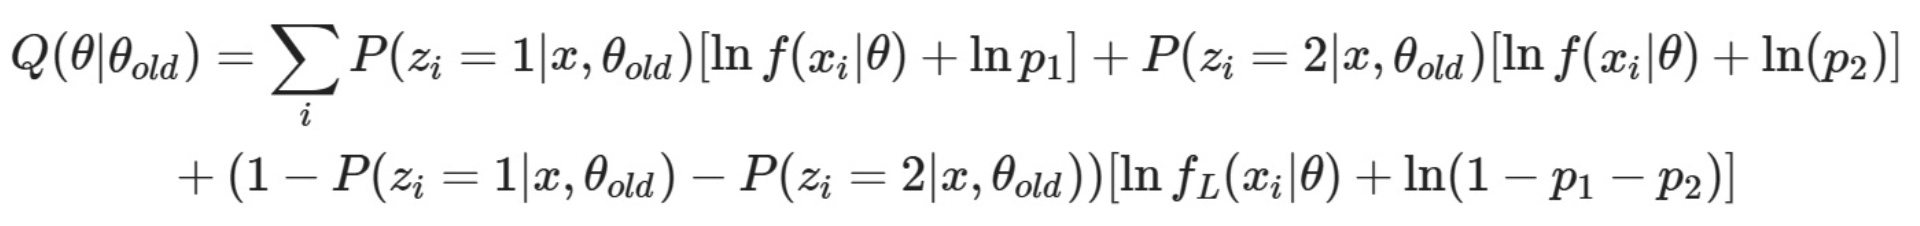 Q(θ|θ_old) = ∑_i P(z_i = 1|x, θ_old)[ln f(x_i|θ) + ln p_1] + P(z_i = 2|x, θ_old)[ln f(x_i|θ) + ln(p_2)]
+ (1 − P(z_i = 1|x, θ_old) − P(z_i = 2|x, θ_old))[ln f_L(x_i|θ) + ln(1 − p_1 − p_2)]